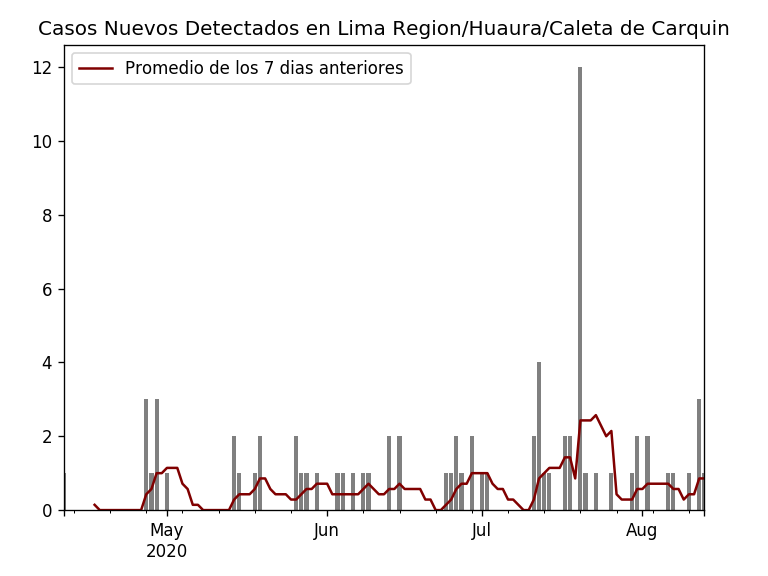 Casos Nuevos Detectados en Lima Region/Huaura/Caleta de Carquin
Promedio de los 7 dias anteriores
12
10
8
6
4
2
0
May
2020
Jun
Jul
Aug